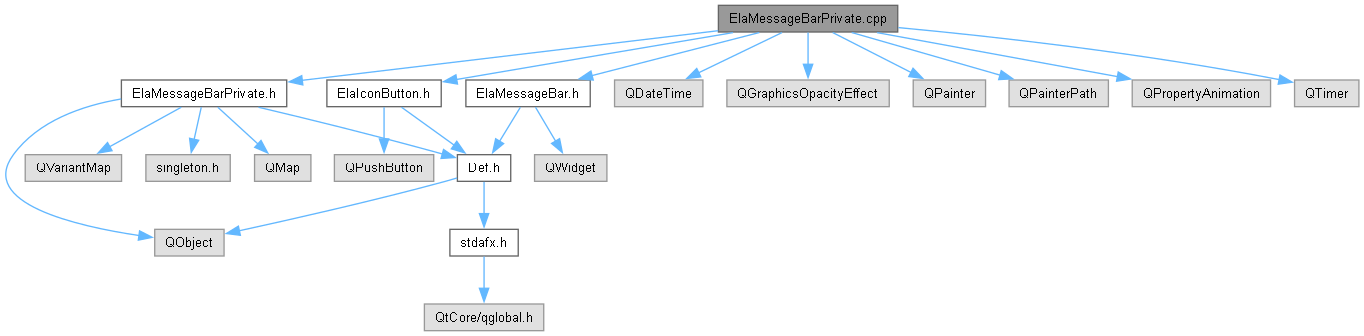 ElaMessageBarPrivate.cpp
ElaMessageBarPrivate.h
ElaIconButton.h
ElaMessageBar.h
QDateTime
QGraphicsOpacityEffect
QPainter
QPainterPath
QPropertyAnimation
QTimer
QVariantMap
singleton.h
QMap
QPushButton
Def.h
QWidget
QObject
stdafx.h
QtCore/qglobal.h